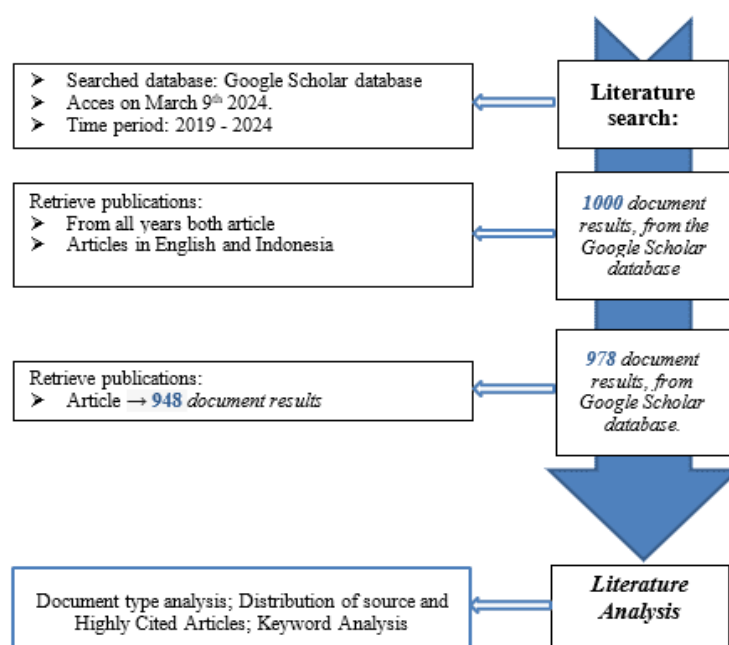 ➤ Searched database: Google Scholar database
➤ Acces on March 9th 2024.
➤ Time period: 2019 - 2024
Literature
search:
Retrieve publications:
➤ From all years both article
➤ Articles in English and Indonesia
1000 document
results, from the
Google Scholar
database
Retrieve publications:
➤ Article → 948 document results
978 document
results, from
Google Scholar
database.
Document type analysis; Distribution of source and
Highly Cited Articles; Keyword Analysis
Literature
Analysis